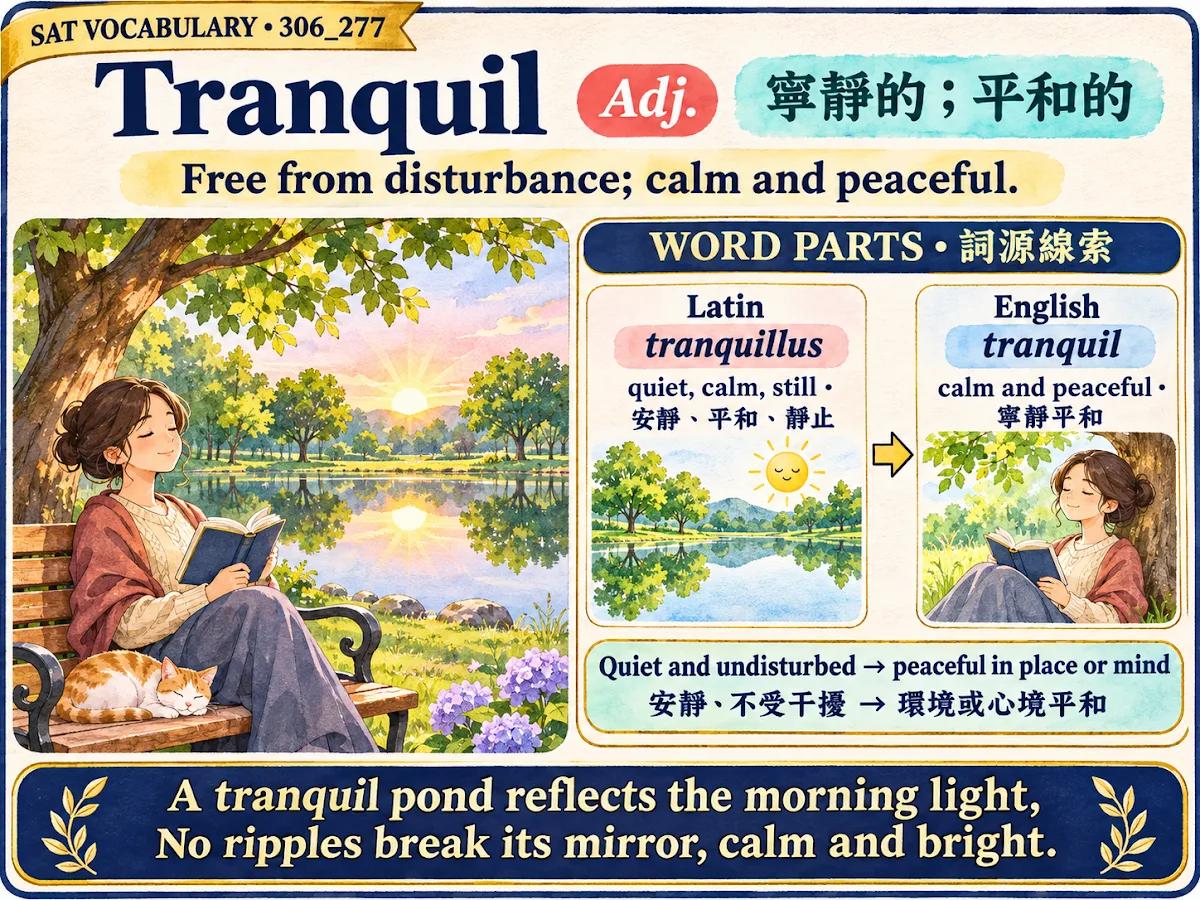 SAT VOCABULARY • 306_277
Tranquil
Adj.
寧靜的；平和的
Free from disturbance; calm and peaceful.
WORD PARTS • 詞源線索
Latin
tranquillus
quiet, calm, still •
安靜、平和、靜止
English
tranquil
calm and peaceful •
寧靜平和
Quiet and undisturbed → peaceful in place or mind
安靜、不受干擾 → 環境或心境平和
A tranquil pond reflects the morning light,
No ripples break its mirror, calm and bright.